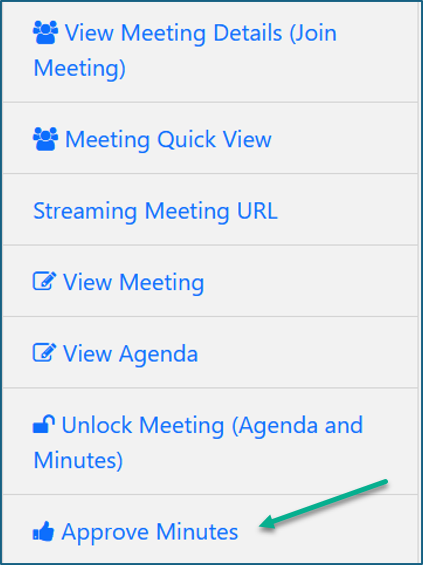 View Meeting Details (Join
Meeting)
Meeting Quick View
Streaming Meeting URL
View Meeting
View Agenda
Unlock Meeting (Agenda and
Minutes)
Approve Minutes